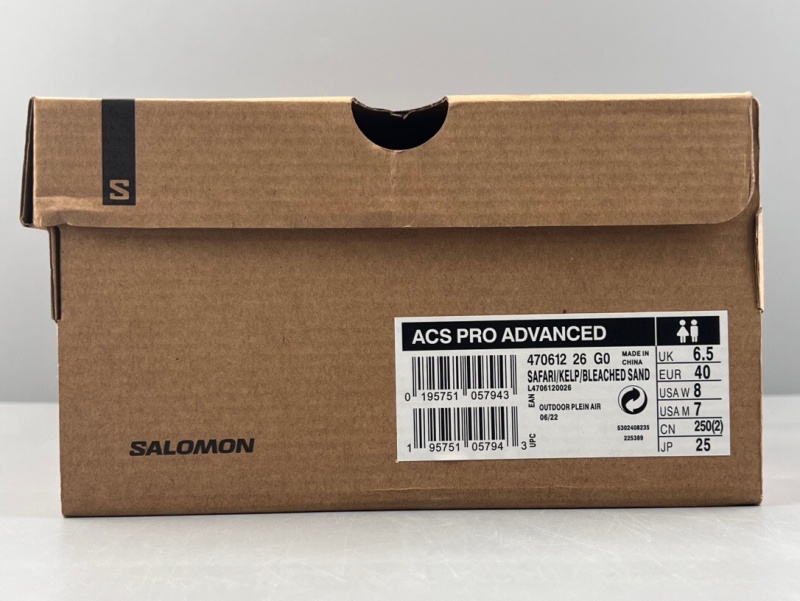 S
SALOMON
ACS PRO ADVANCED
470612 26 G0
MADE IN
CHINA
SAFARI/KELP/BLEACHED SAND
L4706120026
OUTDOOR PLEIN AIR
06/22
EAN
0 195751 057943
UPC
1 95751 05794 3
5302408235
225389
UK 6.5
EUR 40
USA W 8
USA M 7
CN 250(2)
JP 25